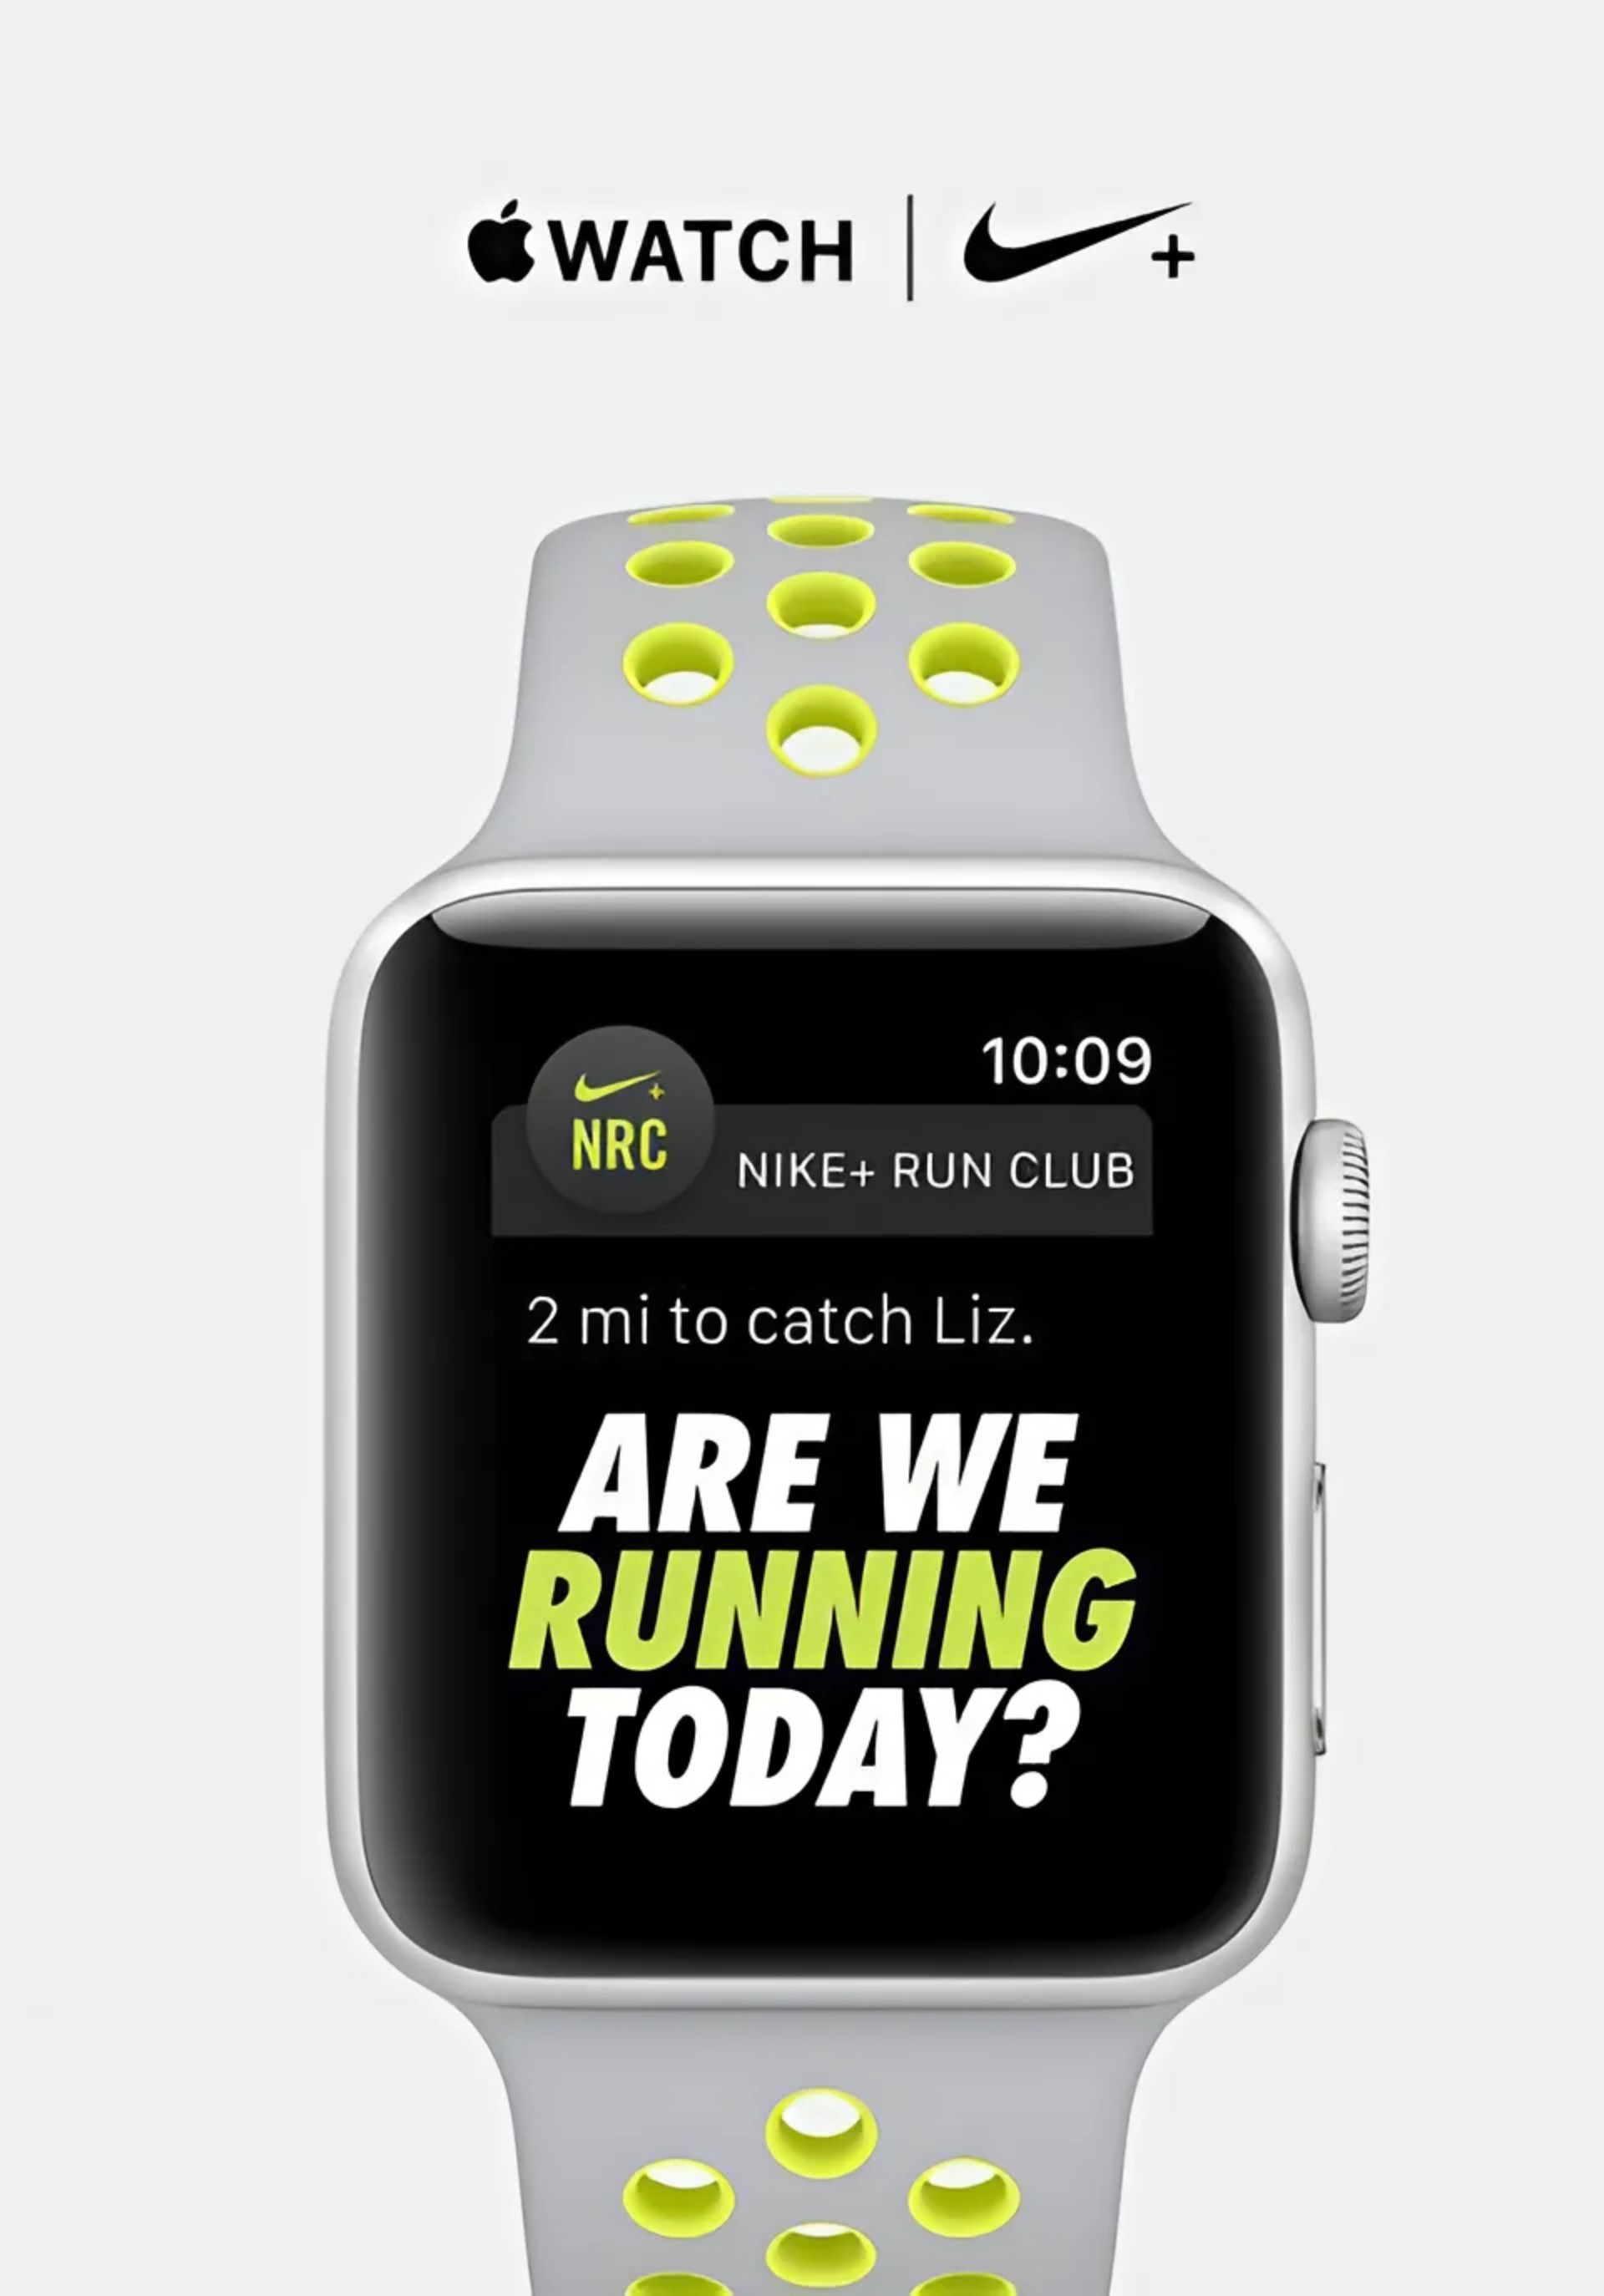 WATCH
+
10:09
+
NRC
NIKE+ RUN CLUB
2 mi to catch Liz.
ARE WE
RUNNING
TODAY?